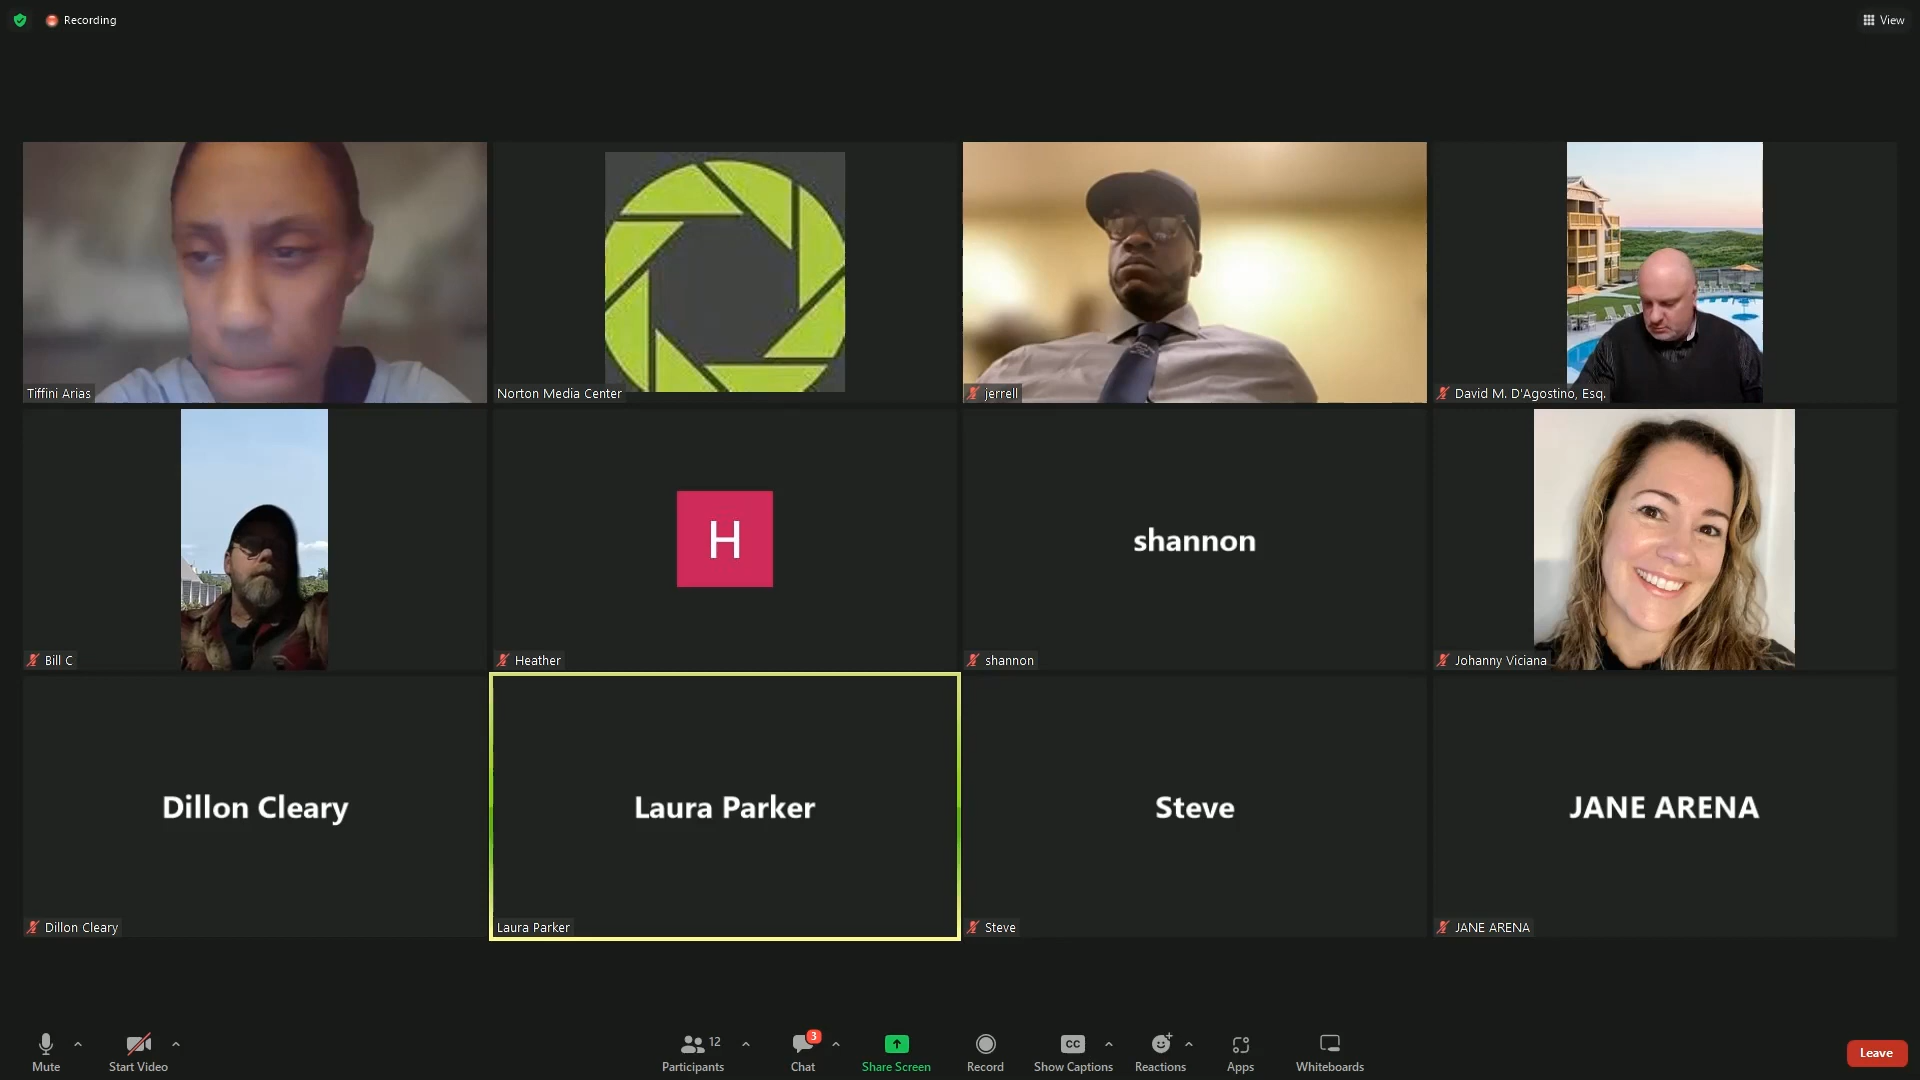 Recording
View
Tiffini Arias
Norton Media Center
jerrell
David M. D'Agostino, Esq.
Bill C
H
Heather
shannon
shannon
Johanny Viciana
Dillon Cleary
Dillon Cleary
Laura Parker
Laura Parker
Steve
Steve
JANE ARENA
JANE ARENA
Mute
Start Video
12
Participants
3
Chat
Share Screen
Record
CC
Show Captions
Reactions
Apps
Whiteboards
Leave